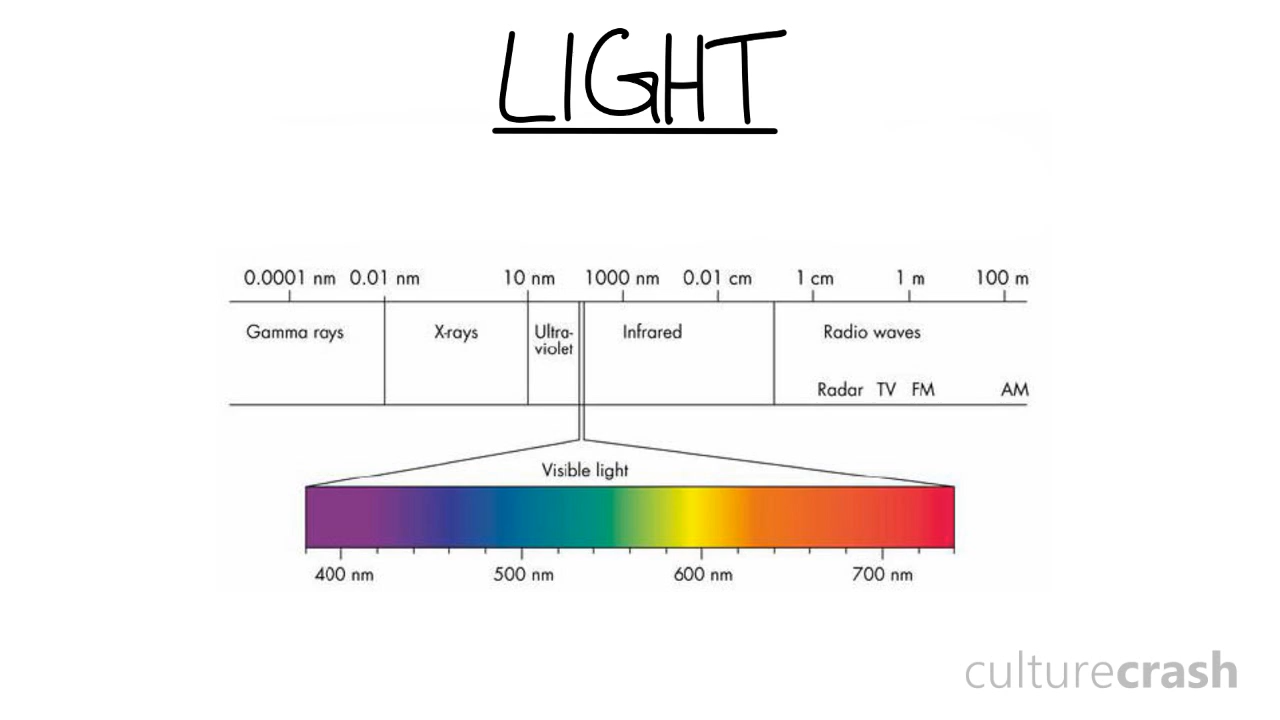 LIGHT
0.0001 nm 0.01 nm 10 nm 1000 nm 0.01 cm 1 cm 1 m 100 m
Gamma rays X-rays Ultra- Infrared Radio waves
violet
Radar TV FM AM
Visible light
400 nm 500 nm 600 nm 700 nm
culturecrash